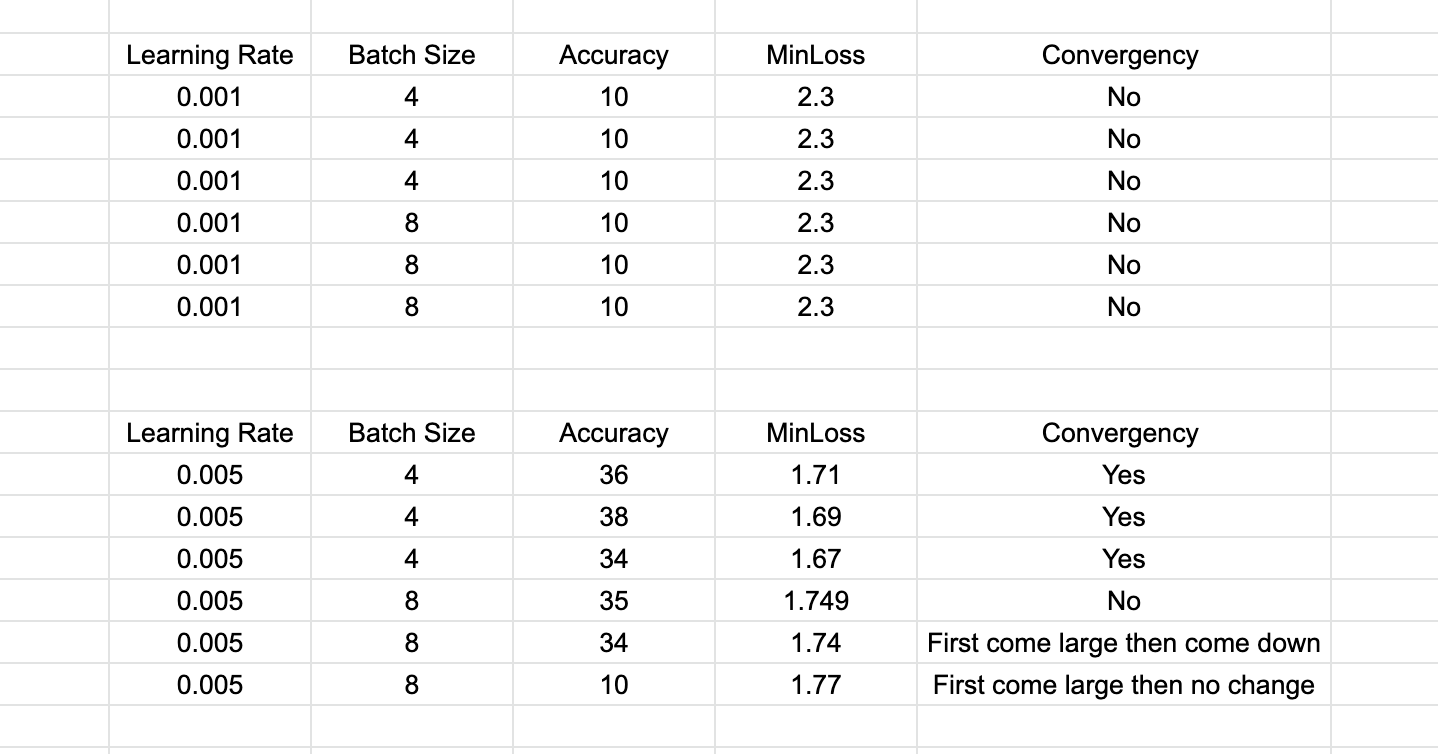 Learning Rate Batch Size Accuracy MinLoss Convergency
0.001 4 10 2.3 No
0.001 4 10 2.3 No
0.001 4 10 2.3 No
0.001 8 10 2.3 No
0.001 8 10 2.3 No
0.001 8 10 2.3 No
Learning Rate Batch Size Accuracy MinLoss Convergency
0.005 4 36 1.71 Yes
0.005 4 38 1.69 Yes
0.005 4 34 1.67 Yes
0.005 8 35 1.749 No
0.005 8 34 1.74 First come large then come down
0.005 8 10 1.77 First come large then no change